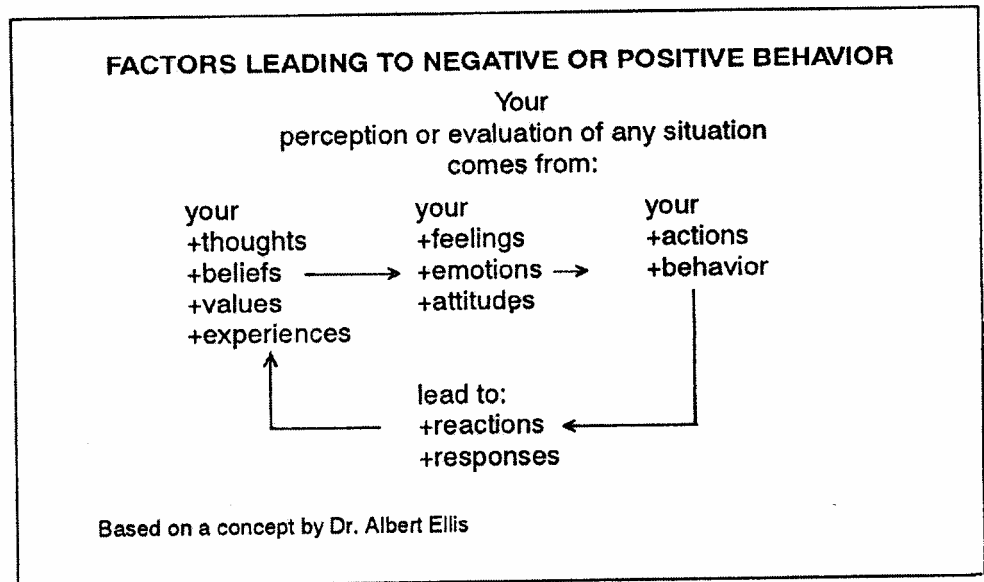 FACTORS LEADING TO NEGATIVE OR POSITIVE BEHAVIOR
Your
perception or evaluation of any situation
comes from:
your
+thoughts
+beliefs
+values
+experiences
your
+feelings
+emotions
+attitudes
your
+actions
+behavior
lead to:
+reactions
+responses
Based on a concept by Dr. Albert Ellis